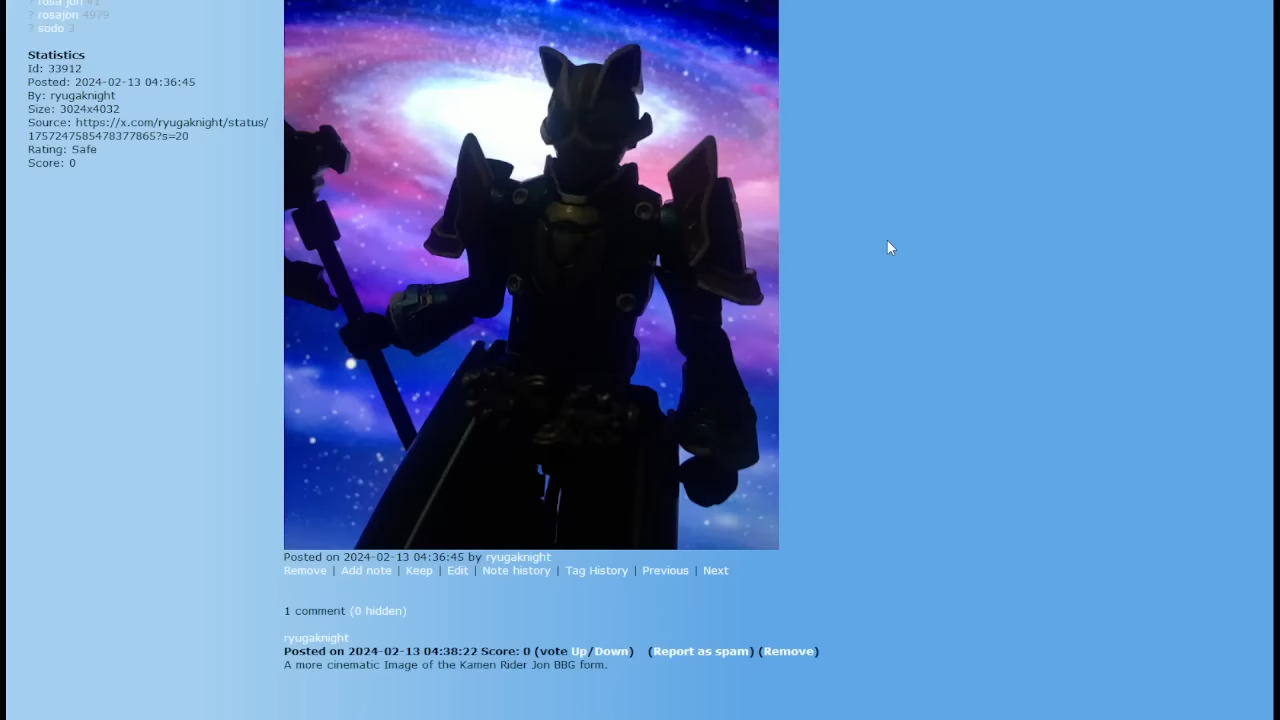 ? rosa jon #1
? rosajon 4979
? sodo 3
Statistics
Id: 33912
Posted: 2024-02-13 04:36:45
By: ryugaknight
Size: 3024x4032
Source: https://x.com/ryugaknight/status/
1757247585478377865?s=20
Rating: Safe
Score: 0
Posted on 2024-02-13 04:36:45 by ryugaknight
Remove | Add note | Keep | Edit | Note history | Tag History | Previous | Next
1 comment (0 hidden)
ryugaknight
Posted on 2024-02-13 04:38:22 Score: 0 (vote Up/Down) (Report as spam) (Remove)
A more cinematic Image of the Kamen Rider Jon BBG form.